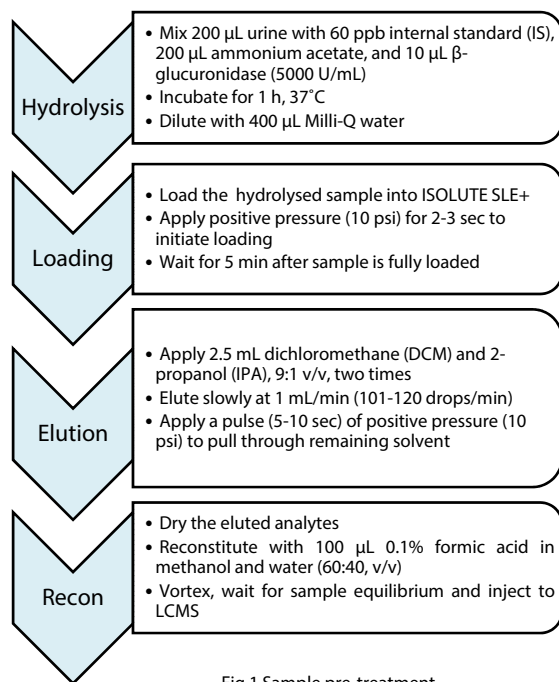 Hydrolysis
• Mix 200 µL urine with 60 ppb internal standard (IS),
200 µL ammonium acetate, and 10 µL β-
glucuronidase (5000 U/mL)
• Incubate for 1 h, 37˚C
• Dilute with 400 µL Milli-Q water
Loading
• Load the hydrolysed sample into ISOLUTE SLE+
• Apply positive pressure (10 psi) for 2-3 sec to
initiate loading
• Wait for 5 min after sample is fully loaded
Elution
• Apply 2.5 mL dichloromethane (DCM) and 2-
propanol (IPA), 9:1 v/v, two times
• Elute slowly at 1 mL/min (101-120 drops/min)
• Apply a pulse (5-10 sec) of positive pressure (10
psi) to pull through remaining solvent
Recon
• Dry the eluted analytes
• Reconstitute with 100 µL 0.1% formic acid in
methanol and water (60:40, v/v)
• Vortex, wait for sample equilibrium and inject to
LCMS
Fig 1 Sample pre-treatment